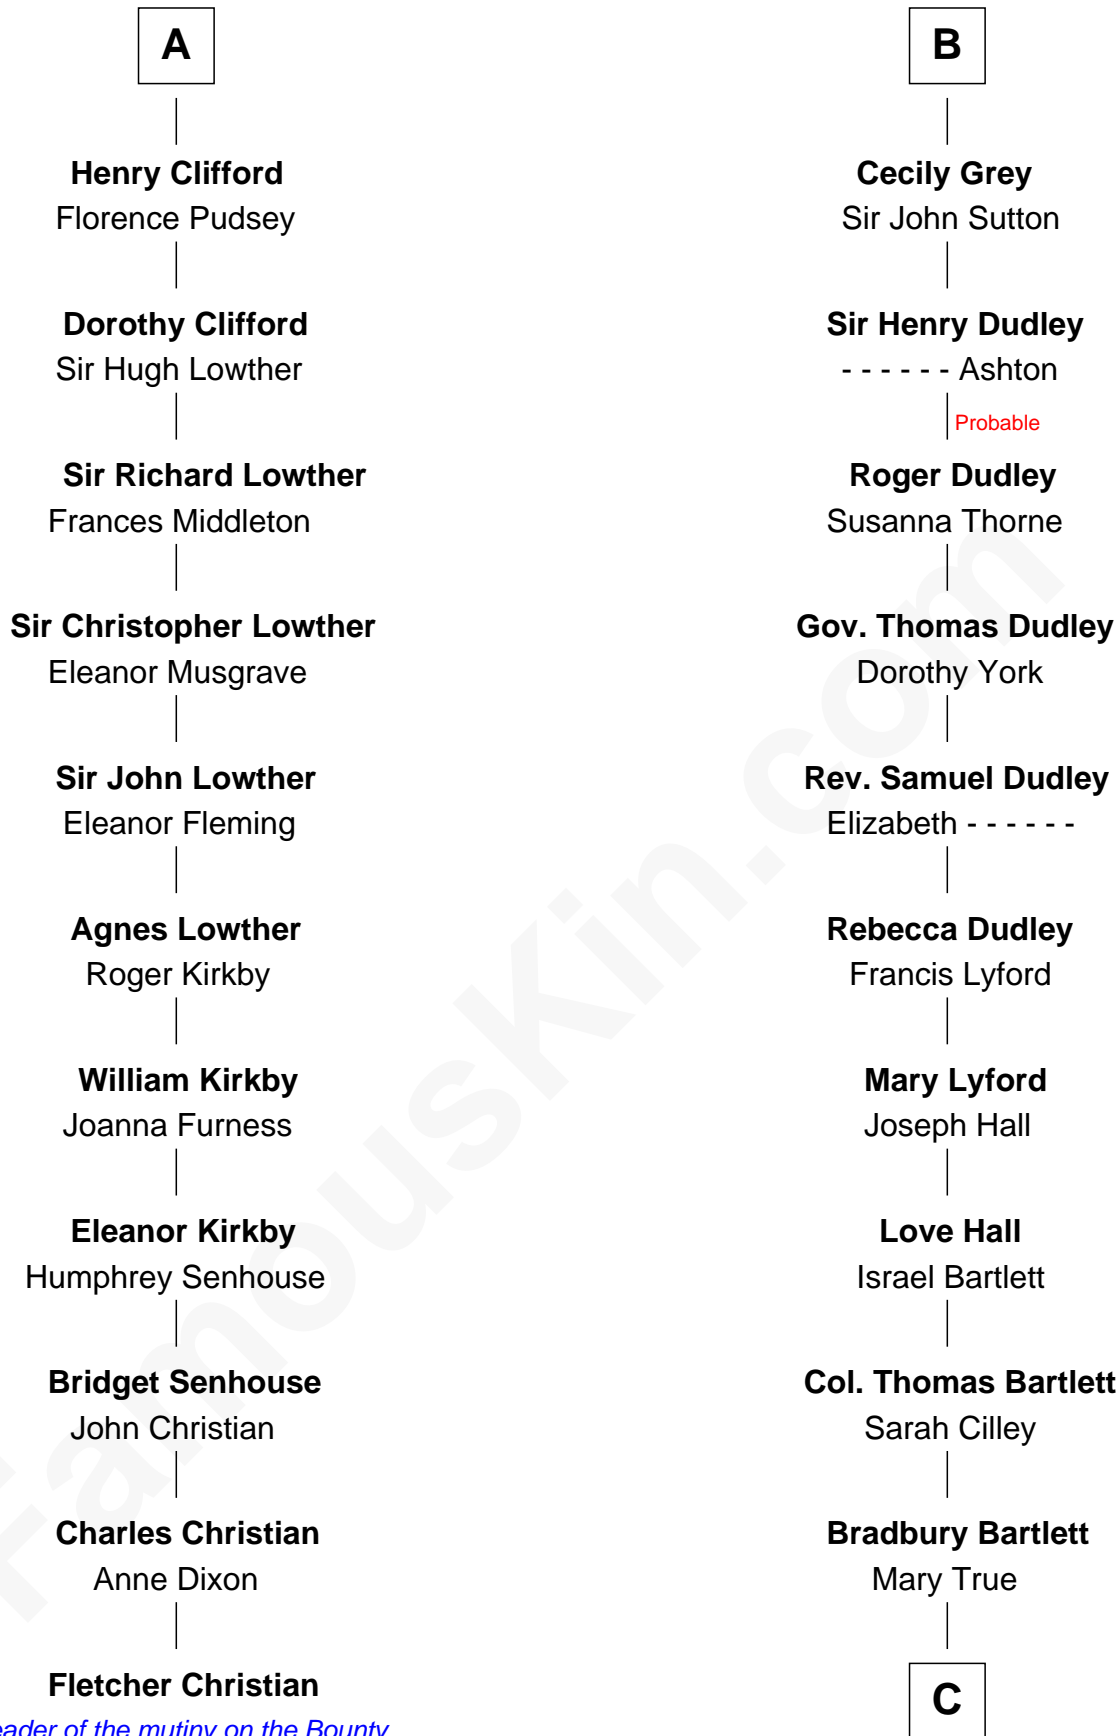 A
Henry Clifford
Florence Pudsey
Dorothy Clifford
Sir Hugh Lowther
Sir Richard Lowther
Frances Middleton
Sir Christopher Lowther
Eleanor Musgrave
Sir John Lowther
Eleanor Fleming
Agnes Lowther
Roger Kirkby
William Kirkby
Joanna Furness
Eleanor Kirkby
Humphrey Senhouse
Bridget Senhouse
John Christian
Charles Christian
Anne Dixon
Fletcher Christian
eader of the mutiny on the Bounty
B
Cecily Grey
Sir John Sutton
Sir Henry Dudley
- - - - - - Ashton
Probable
Roger Dudley
Susanna Thorne
Gov. Thomas Dudley
Dorothy York
Rev. Samuel Dudley
Elizabeth - - - - - -
Rebecca Dudley
Francis Lyford
Mary Lyford
Joseph Hall
Love Hall
Israel Bartlett
Col. Thomas Bartlett
Sarah Cilley
Bradbury Bartlett
Mary True
C
FamousKin.com